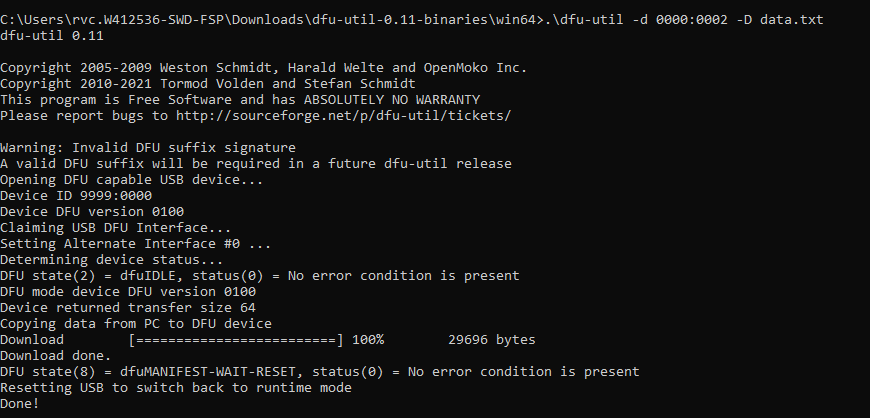 C:\Users\rvc.W412536-SWD-FSP\Downloads\dfu-util-0.11-binaries\win64>.\dfu-util -d 0000:0002 -D data.txt
dfu-util 0.11
Copyright 2005-2009 Weston Schmidt, Harald Welte and OpenMoko Inc.
Copyright 2010-2021 Tormod Volden and Stefan Schmidt
This program is Free Software and has ABSOLUTELY NO WARRANTY
Please report bugs to http://sourceforge.net/p/dfu-util/tickets/
Warning: Invalid DFU suffix signature
A valid DFU suffix will be required in a future dfu-util release
Opening DFU capable USB device...
Device ID 9999:0000
Device DFU version 0100
Claiming USB DFU Interface...
Setting Alternate Interface #0 ...
Determining device status...
DFU state(2) = dfuIDLE, status(0) = No error condition is present
DFU mode device DFU version 0100
Device returned transfer size 64
Copying data from PC to DFU device
Download        [=========================] 100%        29696 bytes
Download done.
DFU state(8) = dfuMANIFEST-WAIT-RESET, status(0) = No error condition is present
Resetting USB to switch back to runtime mode
Done!